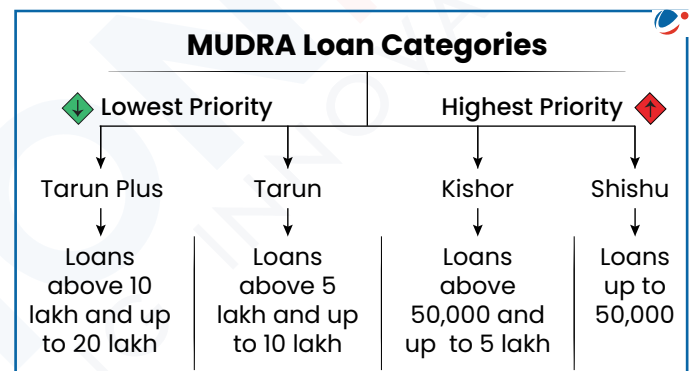 MUDRA Loan Categories
Lowest Priority
Highest Priority
Tarun Plus
Tarun
Kishor
Shishu
Loans
above 10
lakh and up
to 20 lakh
Loans
above 5
lakh and up
to 10 lakh
Loans
above
50,000 and
up to 5 lakh
Loans
up to
50,000